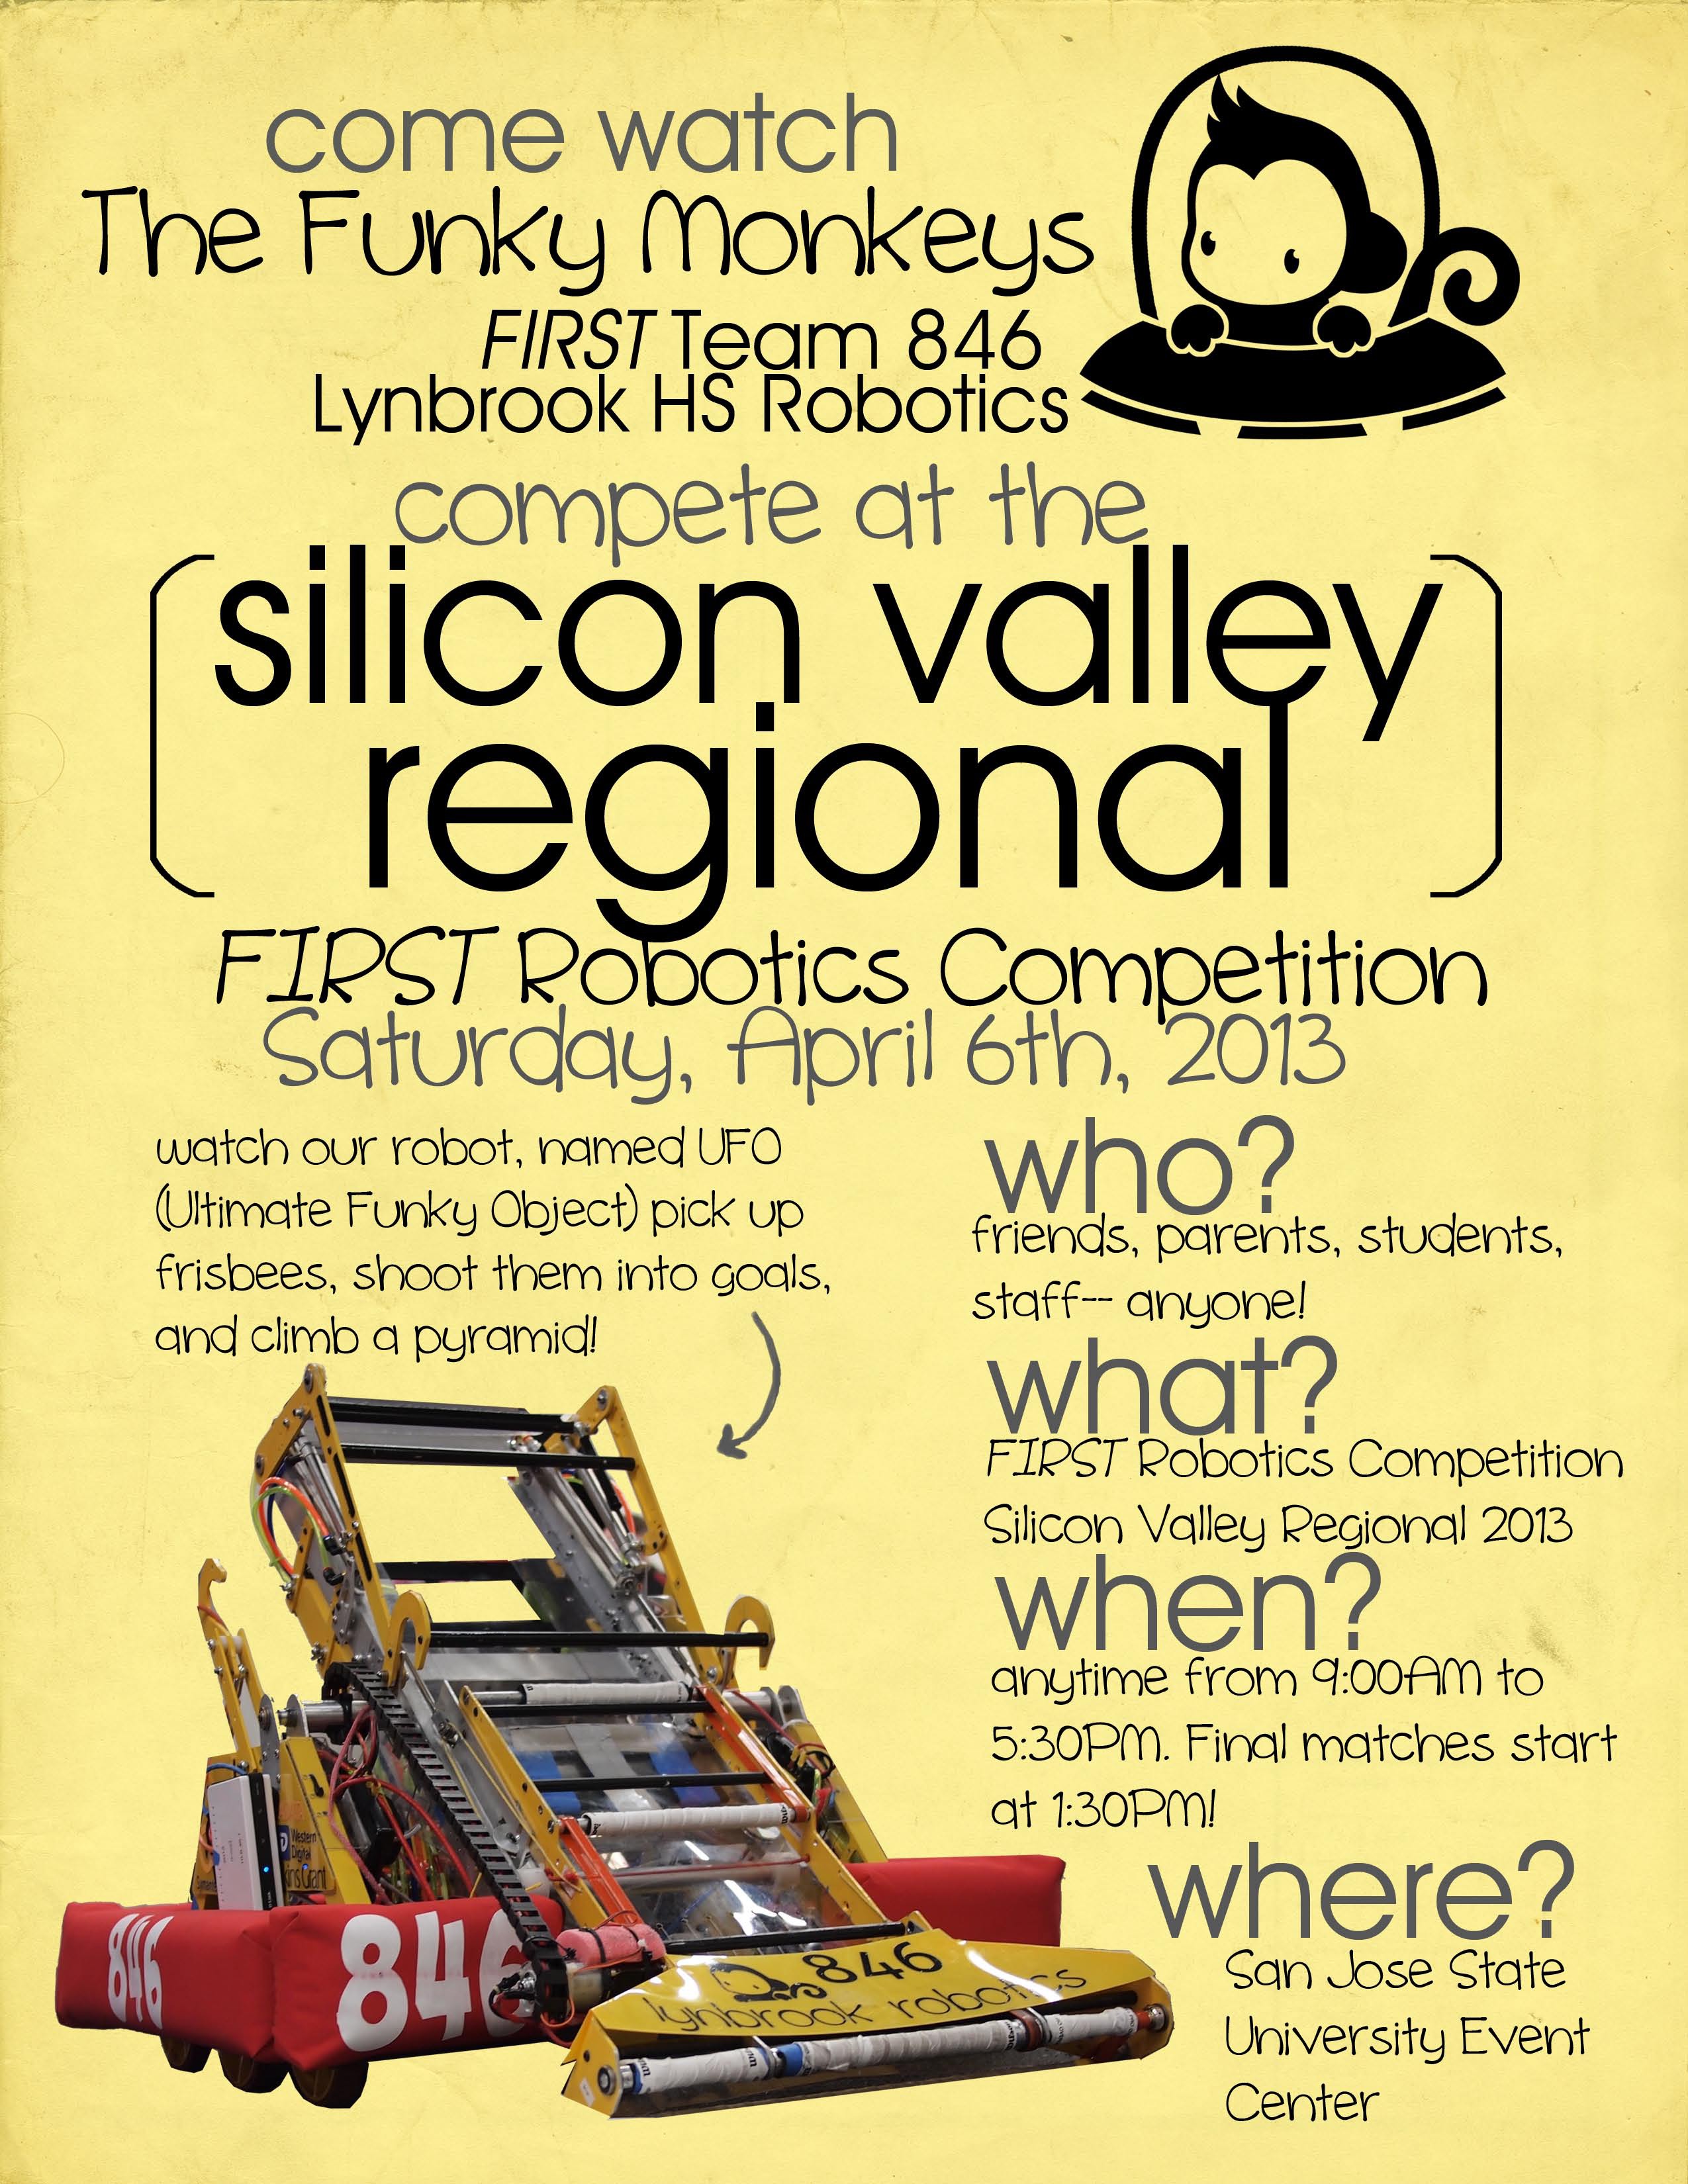 come watch
The Funky Monkeys
FIRST Team 846
Lynbrook HS Robotics
compete at the
silicon valley
regional
FIRST Robotics Competition
Saturday, April 6th, 2013
watch our robot, named UFO
(Ultimate Funky Object) pick up
frisbees, shoot them into goals,
and climb a pyramid!
who?
friends, parents, students,
staff-- anyone!
what?
FIRST Robotics Competition
Silicon Valley Regional 2013
when?
anytime from 9:00AM to
5:30PM. Final matches start
at 1:30PM!
where?
San Jose State
University Event
Center
Western
Digital
Grant
846
846
846
lynbrook robotics